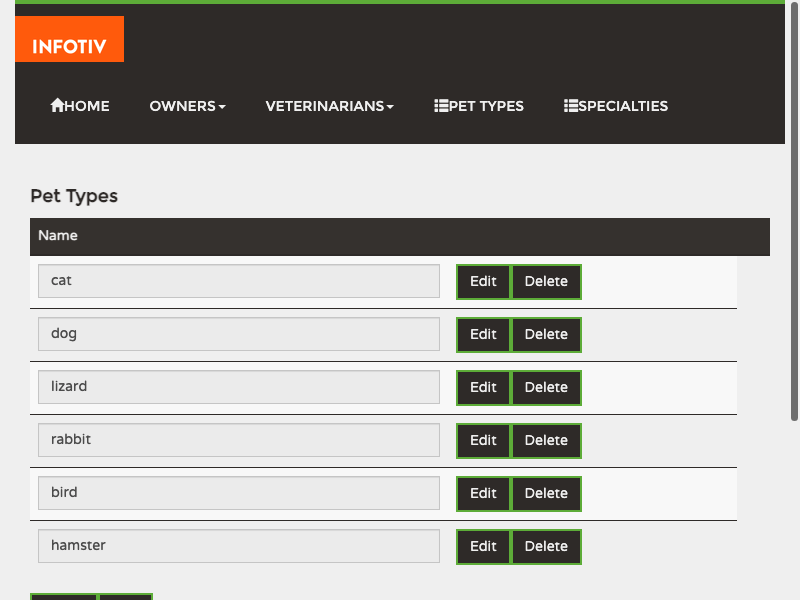 INFOTIV
HOME OWNERS VETERINARIANS PET TYPES SPECIALTIES
Pet Types
Name
cat Edit Delete
dog Edit Delete
lizard Edit Delete
rabbit Edit Delete
bird Edit Delete
hamster Edit Delete